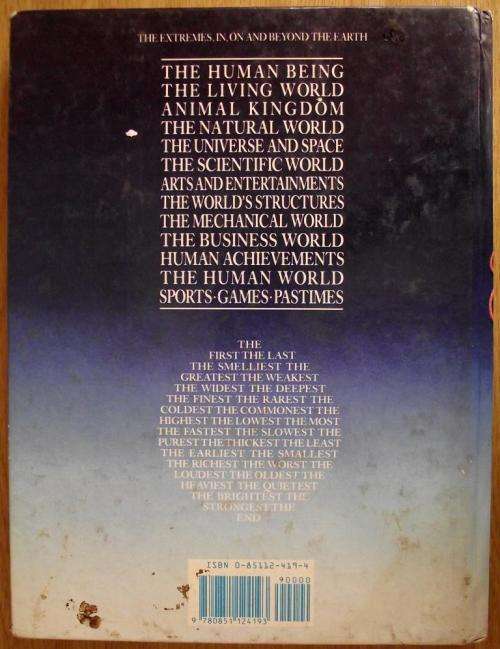 THE EXTREMES, IN, ON AND BEYOND THE EARTH
THE HUMAN BEING
THE LIVING WORLD
ANIMAL KINGDOM
THE NATURAL WORLD
THE UNIVERSE AND SPACE
THE SCIENTIFIC WORLD
ARTS AND ENTERTAINMENTS
THE WORLD'S STRUCTURES
THE MECHANICAL WORLD
THE BUSINESS WORLD
HUMAN ACHIEVEMENTS
THE HUMAN WORLD
SPORTS·GAMES·PASTIMES
THE
FIRST THE LAST
THE SMELLIEST THE
GREATEST THE WEAKEST
THE WIDEST THE DEEPEST
THE FINEST THE RAREST THE
COLDEST THE COMMONEST THE
HIGHEST THE LOWEST THE MOST
THE FASTEST THE SLOWEST THE
PUREST THE THICKEST THE LEAST
THE EARLIEST THE SMALLEST
THE RICHEST THE WORST THE
LOUDEST THE OLDEST THE
HEAVIEST THE QUIETEST
THE BRIGHTEST THE
STRONGEST THE
END
ISBN 0-85112-419-4
90000
9 780851 124193